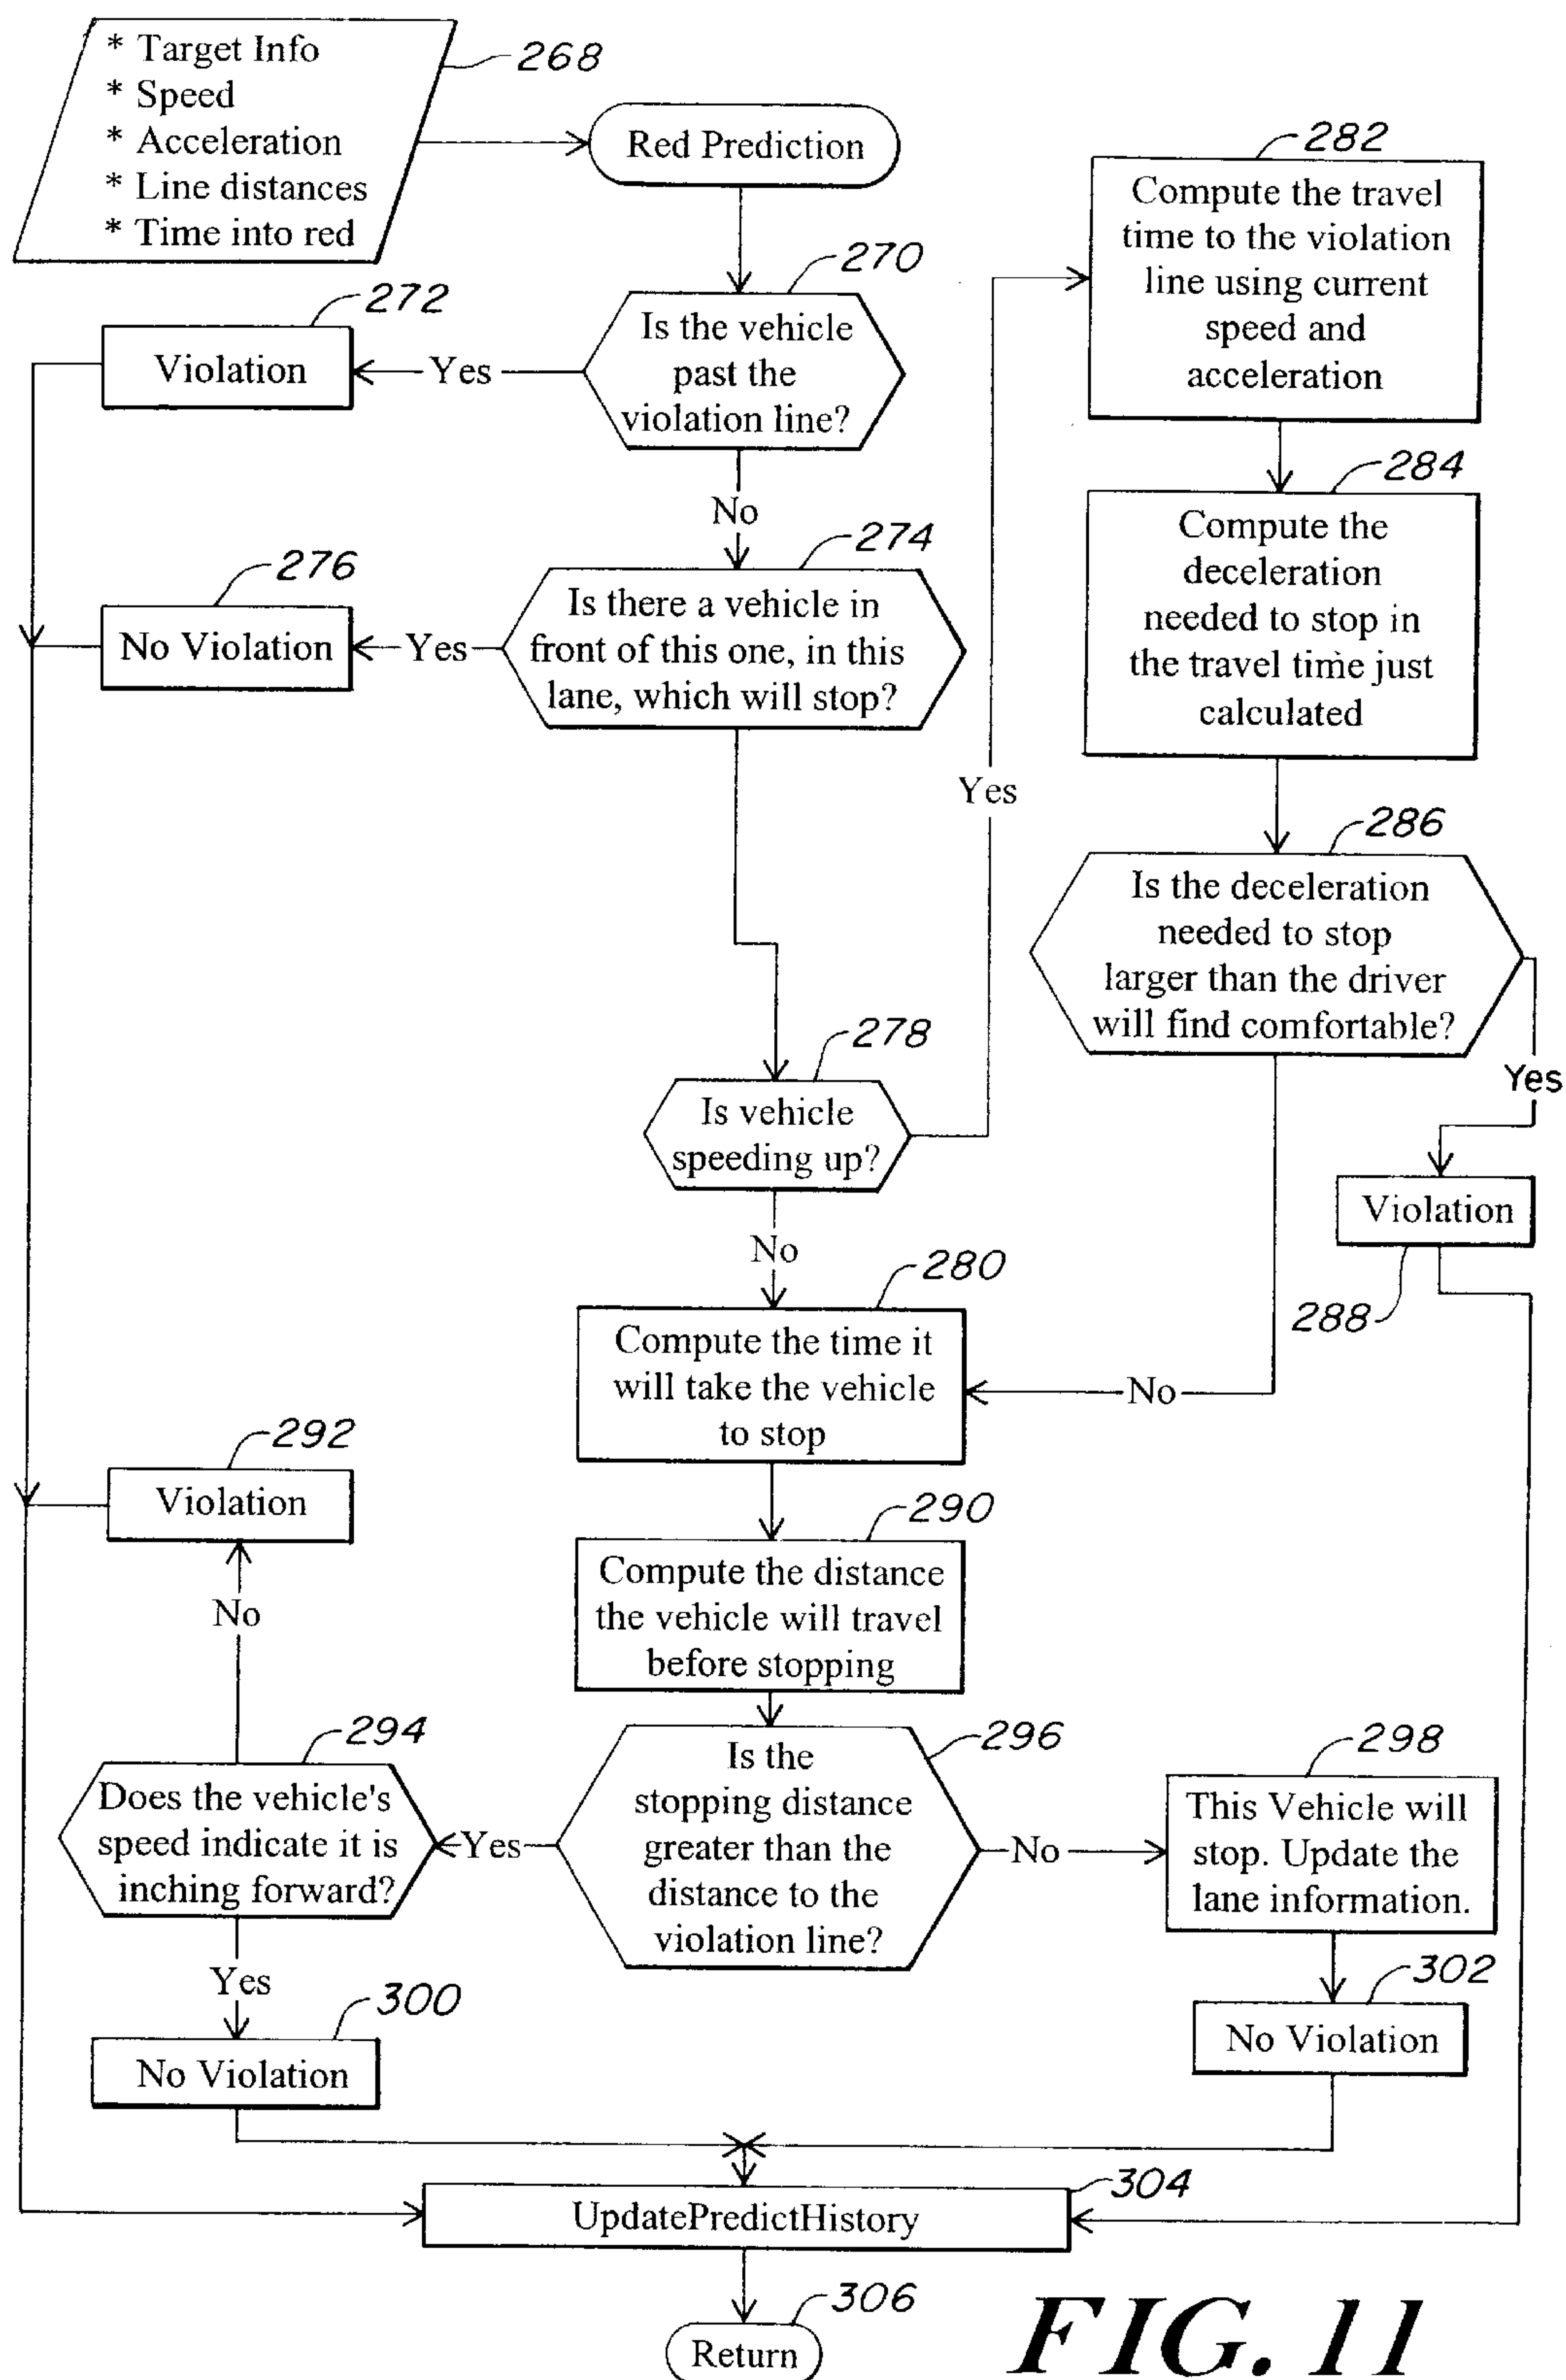 * Target Info
* Speed
* Acceleration
* Line distances
* Time into red
268
Red Prediction
270
Is the vehicle
past the
violation line?
Yes
272
Violation
No
274
Is there a vehicle in
front of this one, in this
lane, which will stop?
Yes
276
No Violation
278
Is vehicle
speeding up?
Yes
282
Compute the travel
time to the violation
line using current
speed and
acceleration
284
Compute the
deceleration
needed to stop in
the travel time just
calculated
286
Is the deceleration
needed to stop
larger than the driver
will find comfortable?
Yes
Violation
288
No
No
280
Compute the time it
will take the vehicle
to stop
290
Compute the distance
the vehicle will travel
before stopping
296
Is the
stopping distance
greater than the
distance to the
violation line?
Yes
294
Does the vehicle's
speed indicate it is
inching forward?
No
292
Violation
Yes
300
No Violation
No
298
This Vehicle will
stop. Update the
lane information.
302
No Violation
304
UpdatePredictHistory
306
Return
FIG. 11